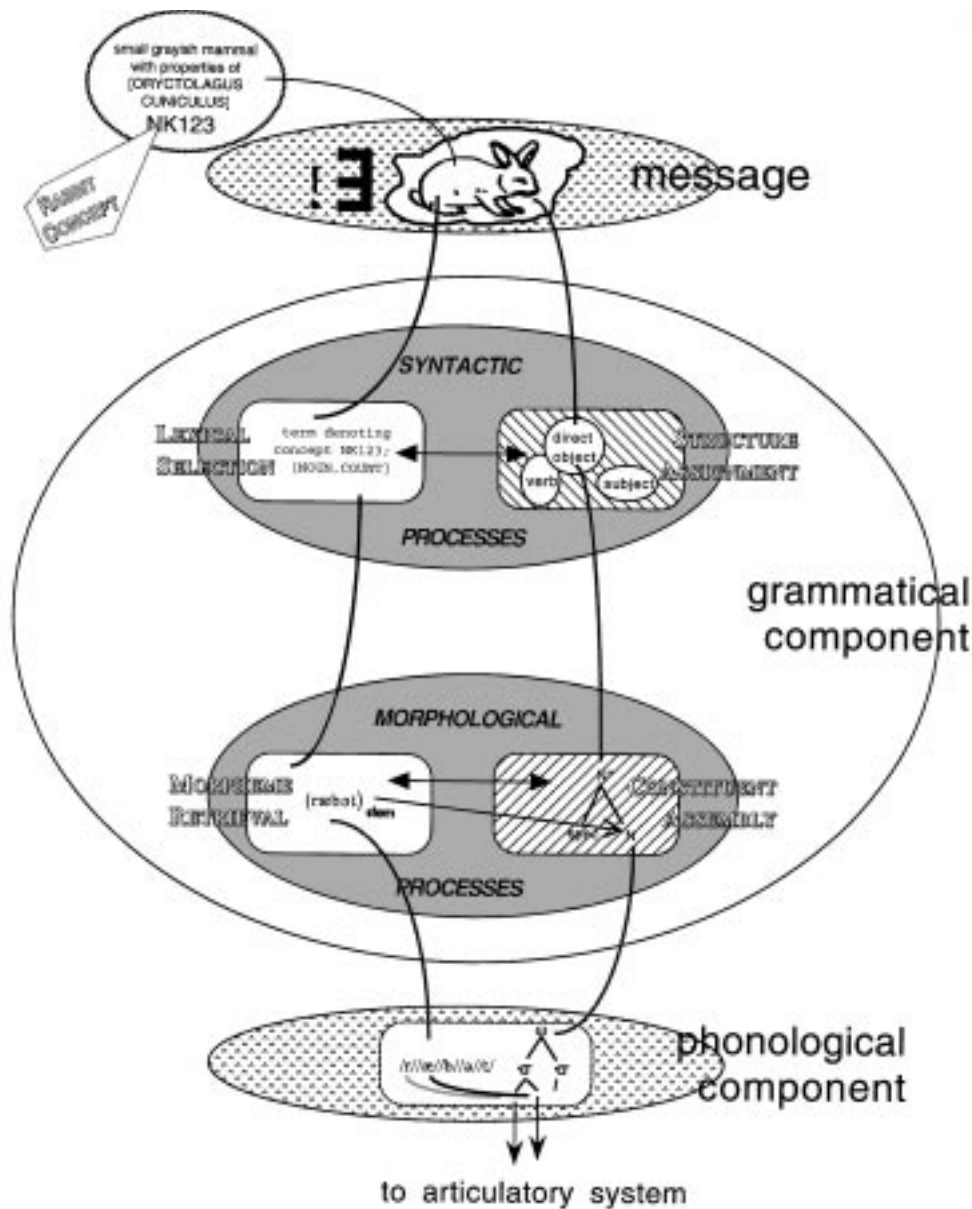 small grayish mammal
with properties of
[ORYCTOLAGUS
CUNICULUS]
NK123
RABBIT
CONCEPT
message
SYNTACTIC
LEXICAL
SELECTION
term denoting
concept NK123;
[NOUN.COUNT]
direct
object
verb
subject
STRUCTURE
ASSIGNMENT
PROCESSES
grammatical
component
MORPHOLOGICAL
MORPHEME
RETRIEVAL
stem
N
CONSTITUENT
ASSEMBLY
PROCESSES
phonological
component
σ σ
to articulatory system